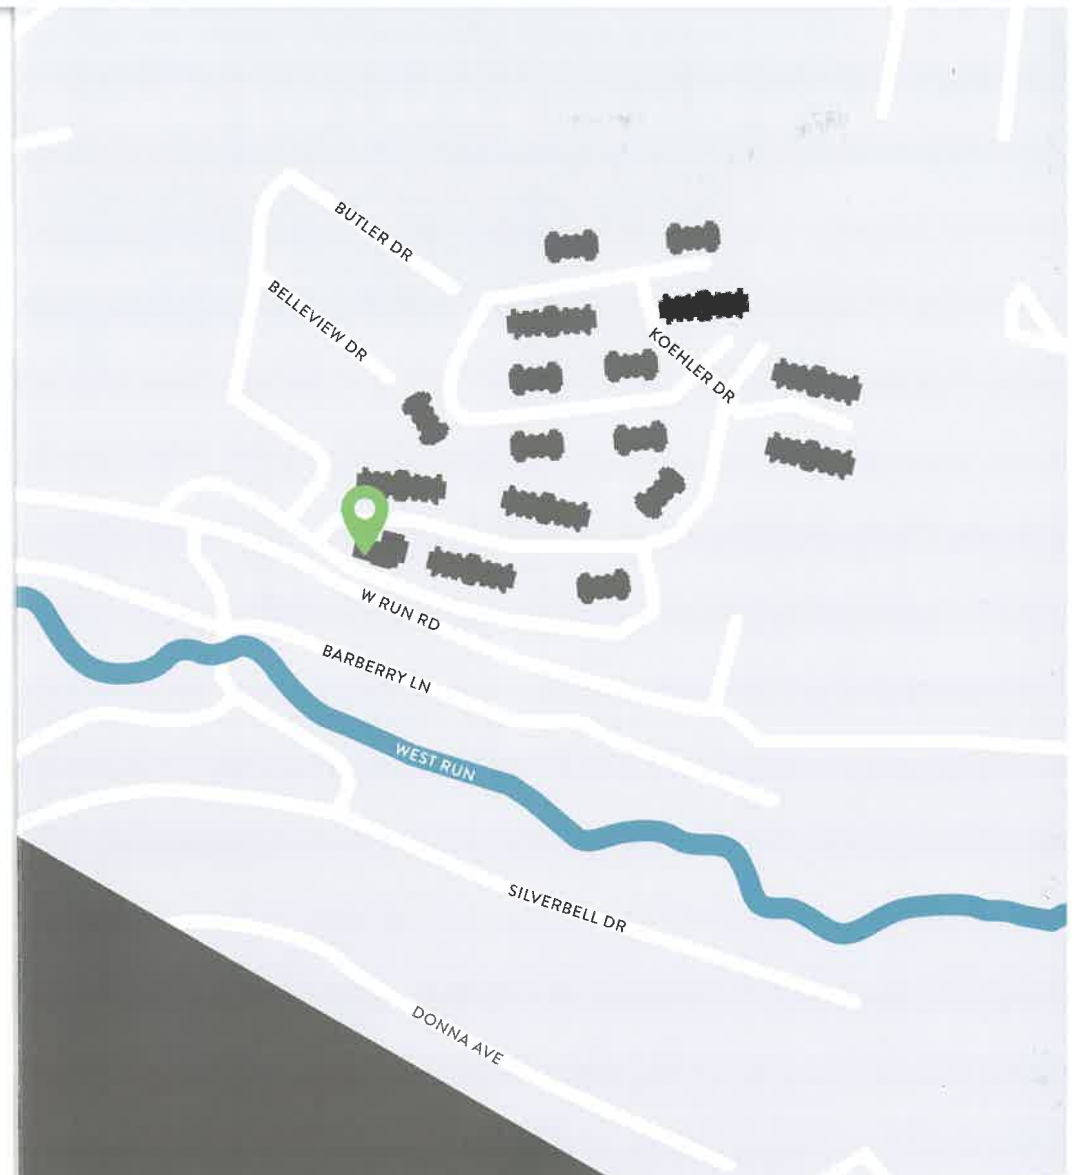 BUTLER DR
BELLEVIEW DR
KOEHLER DR
W RUN RD
BARBERRY LN
WEST RUN
SILVERBELL DR
DONNA AVE